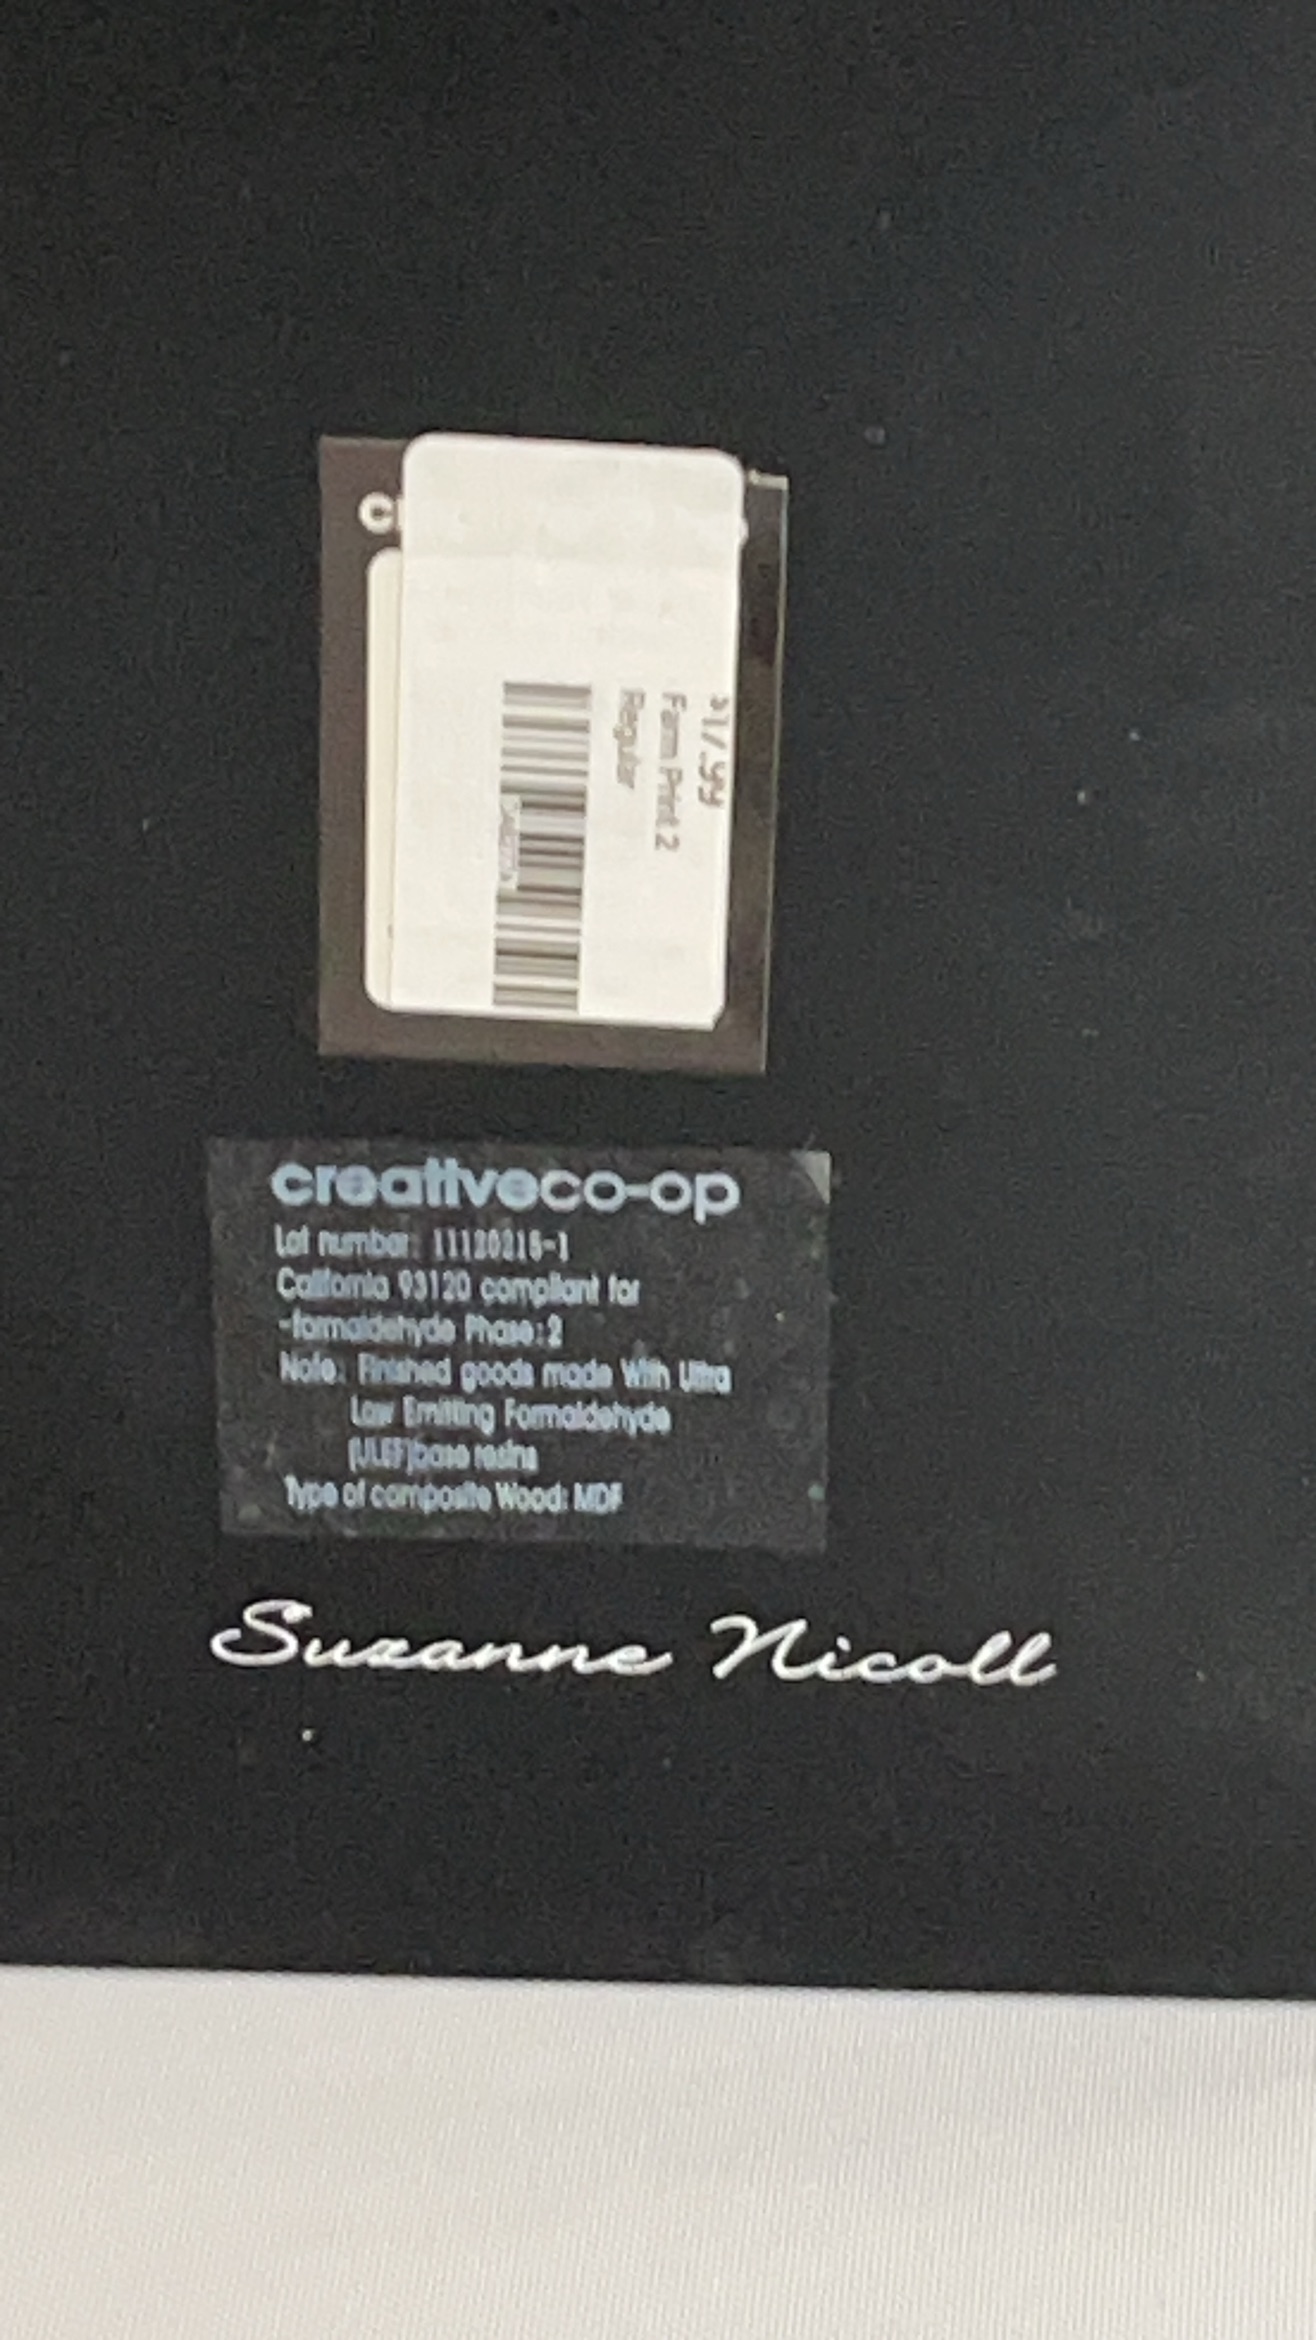 $17.99
Farm Print 2
Regular
creativeco-op
Lot number: 11120215-1
California 93120 compliant for
-formaldehyde Phase:2
Note: Finished goods made With Ultra
Low Emitting Formaldehyde
(ULEF)base resins
Type of composite Wood: MDF
Suzanne Nicoll